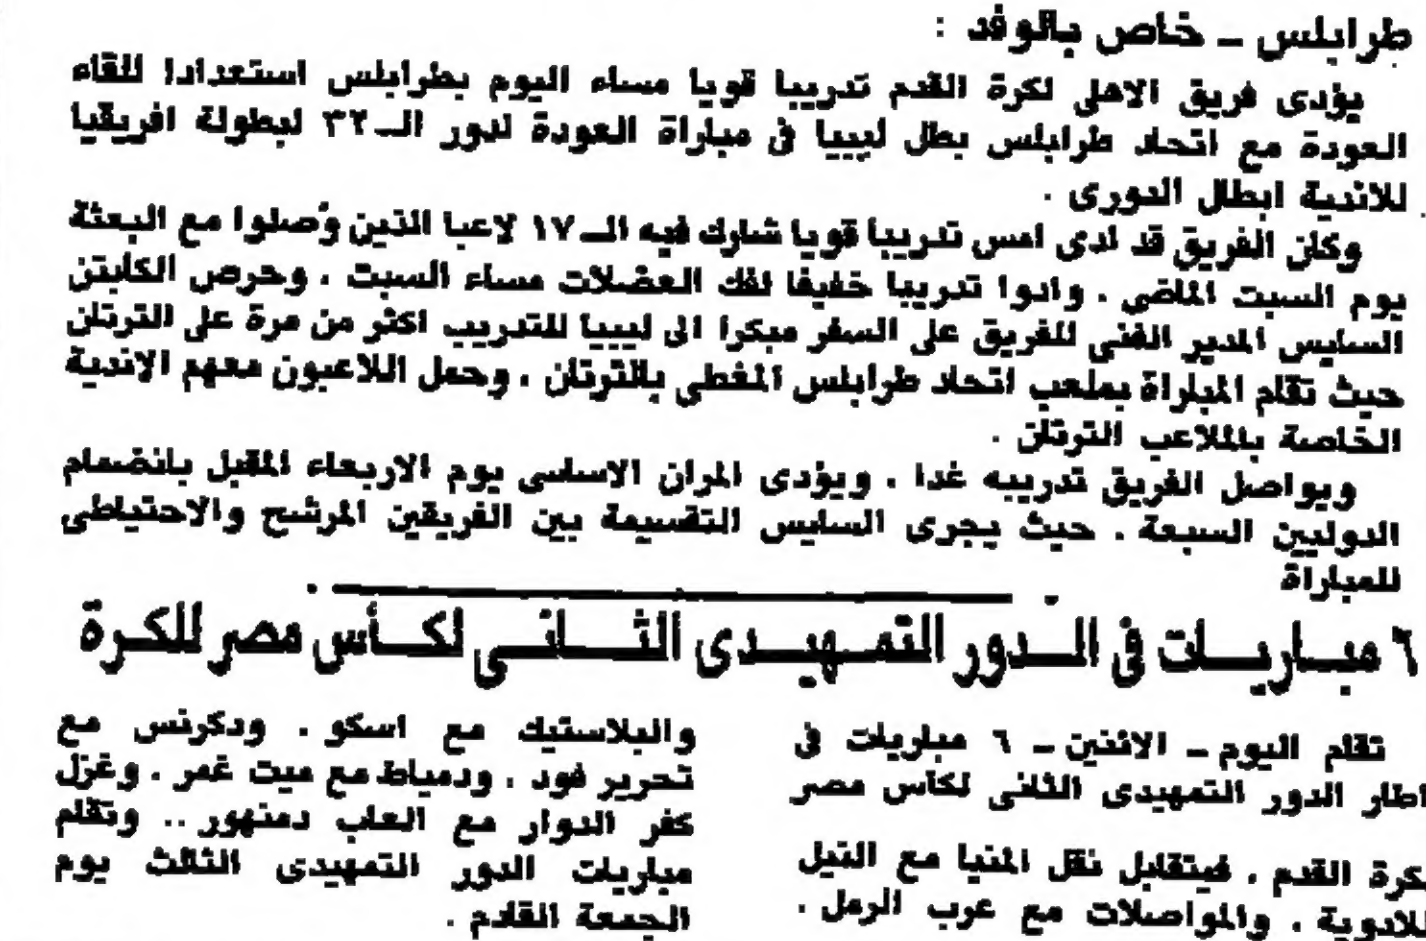 طرابلس ــ خاص بالوفد :
يؤدى فريق الاهلى لكرة القدم تدريبا قويا مساء اليوم بطرابلس استعدادا للقاء
العودة مع اتحاد طرابلس بطل ليبيا فى مباراة العودة لدور الـ ٣٢ لبطولة افريقيا
للاندية ابطال الدورى .
وكان الفريق قد ادى امس تدريبا قويا شارك فيه الـ ١٧ لاعبا الذين وصلوا مع البعثة
يوم السبت الماضى . وادوا تدريبا خفيفا لفك العضلات مساء السبت . وحرص الكابتن
السايس المدير الفنى للفريق على السفر مبكرا الى ليبيا للتدريب اكثر من مرة على الترتان
حيث تقام المباراة بملعب اتحاد طرابلس المغطى بالترتان . وحمل اللاعبون معهم الاندية
الخاصة بالملاعب الترتان .
ويواصل الفريق تدريبه غدا . ويؤدى المران الاساسى يوم الاربعاء المقبل بانضمام
الدوليين السبعة . حيث يجرى السايس التقسيمة بين الفريقين المرشح والاحتياطى
للمباراة .
٦ مباريات فى الدور التمهيدى الثانى لكأس مصر للكرة
تقام اليوم ــ الاثنين ــ ٦ مباريات فى
اطار الدور التمهيدى الثانى لكأس مصر
لكرة القدم . فيتقابل نقل المنيا مع النيل
للادوية . والمواصلات مع عرب الرمل .
والبلاستيك مع اسكو . ودكرنس مع
تحرير فود . ودمياط مع ميت غمر . وغزل
كفر الدوار مع العاب دمنهور .. وتقام
مباريات الدور التمهيدى الثالث يوم
الجمعة القادم .